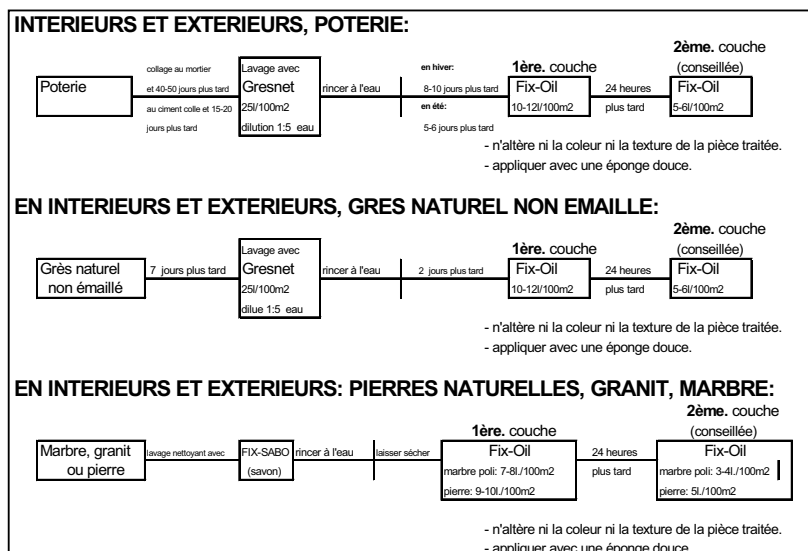 INTERIEURS ET EXTERIEURS, POTERIE:
2ème. couche
(conseillée)
1ère. couche
Poterie
collage au mortier
et 40-50 jours plus tard
au ciment colle et 15-20
jours plus tard
Lavage avec
Gresnet
25l/100m2
dilution 1:5 eau
rincer à l'eau
en hiver:
8-10 jours plus tard
en été:
5-6 jours plus tard
Fix-Oil
10-12l/100m2
24 heures
plus tard
Fix-Oil
5-6l/100m2
- n'altère ni la coleur ni la texture de la pièce traitée.
- appliquer avec une éponge douce.
EN INTERIEURS ET EXTERIEURS, GRES NATUREL NON EMAILLE:
2ème. couche
(conseillée)
1ère. couche
Grès naturel
non émaillé
7 jours plus tard
Lavage avec
Gresnet
25l/100m2
dilue 1:5 eau
rincer à l'eau
2 jours plus tard
Fix-Oil
10-12l/100m2
24 heures
plus tard
Fix-Oil
5-6l/100m2
- n'altère ni la coleur ni la texture de la pièce traitée.
- appliquer avec une éponge douce.
EN INTERIEURS ET EXTERIEURS: PIERRES NATURELLES, GRANIT, MARBRE:
2ème. couche
(conseillée)
1ère. couche
Marbre, granit
ou pierre
lavage nettoyant avec
FIX-SABO
(savon)
rincer à l'eau
laisser sécher
Fix-Oil
marbre poli: 7-8l./100m2
pierre: 9-10l./100m2
24 heures
plus tard
Fix-Oil
marbre poli: 3-4l./100m2
pierre: 5l./100m2
- n'altère ni la coleur ni la texture de la pièce traitée.
- appliquer avec une éponge douce.